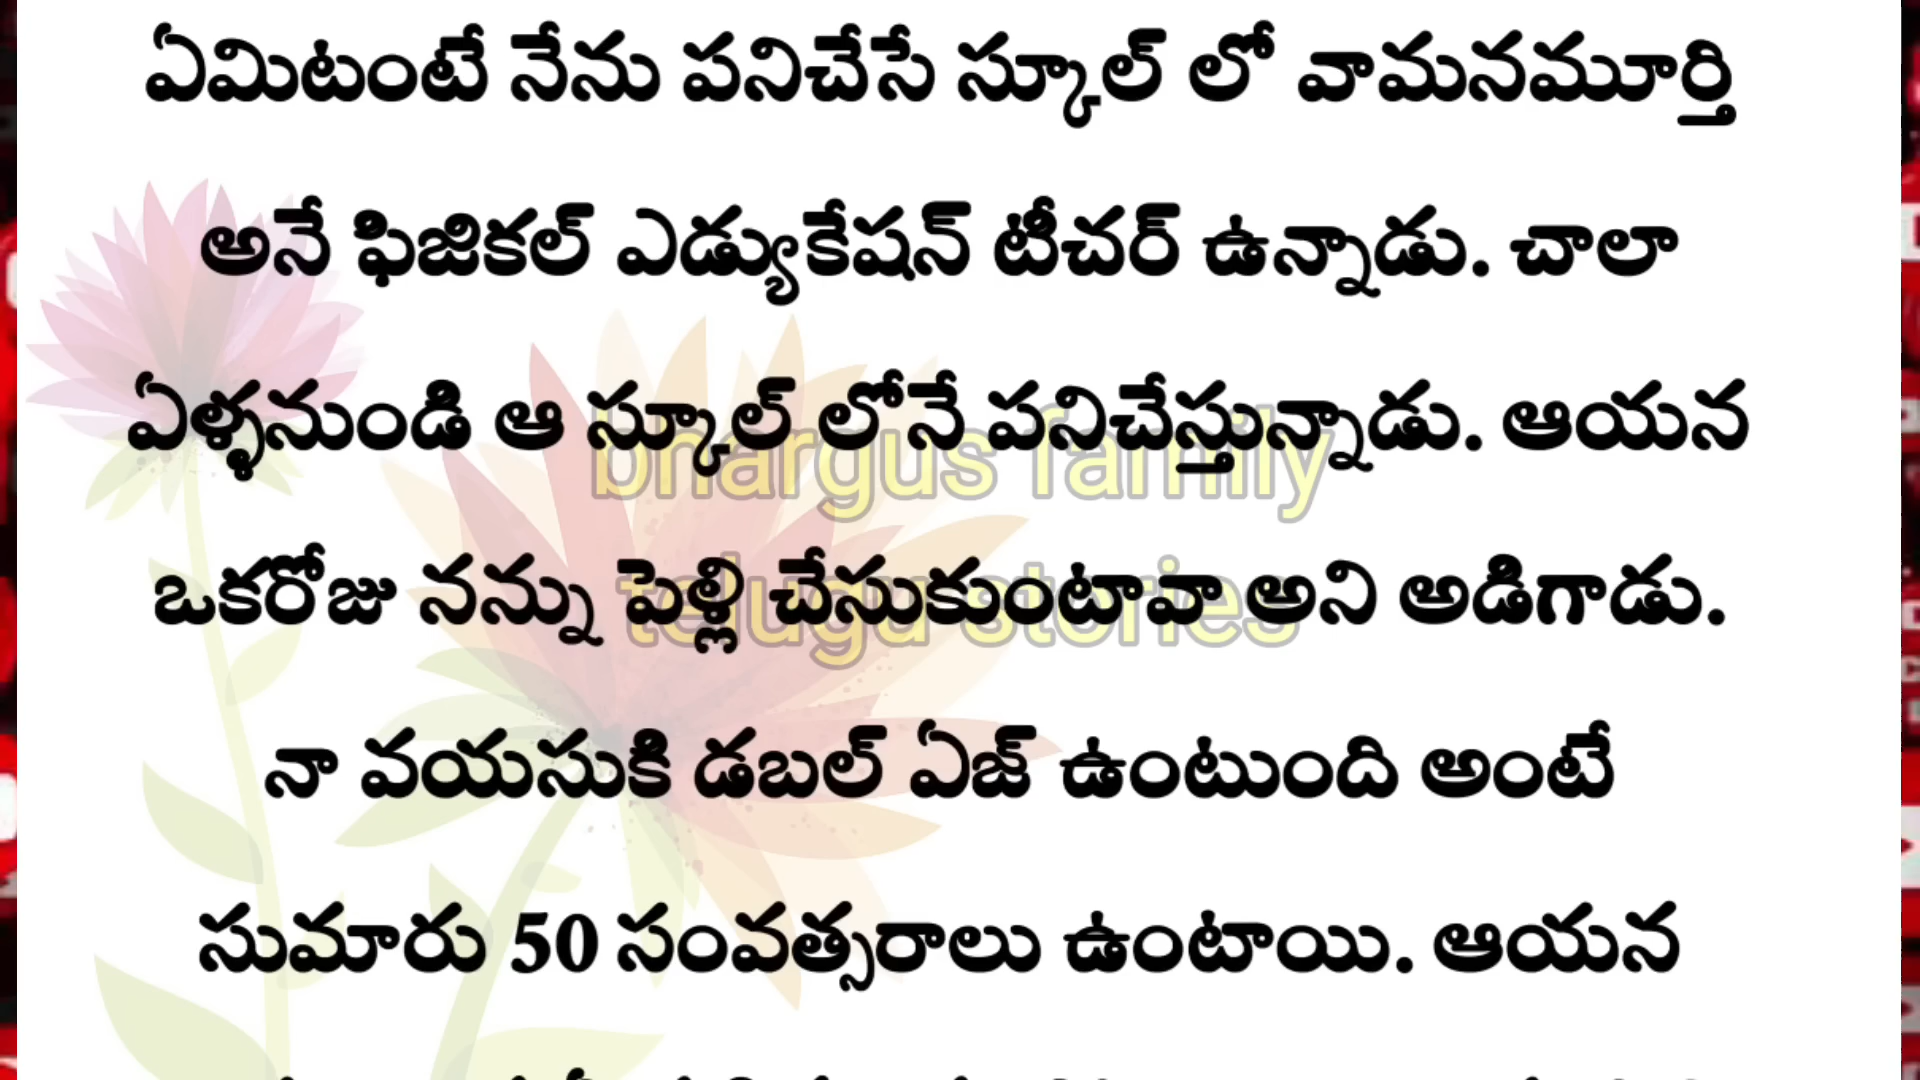 ఏమిటంటే నేను పనిచేసే స్కూల్ లో వామనమూర్తి
అనే ఫిజికల్ ఎడ్యుకేషన్ టీచర్ ఉన్నాడు. చాలా
ఏళ్ళనుండి ఆ స్కూల్ లోనే పనిచేస్తున్నాడు. ఆయన
bhargus family
ఒకరోజు నన్ను పెళ్లి చేసుకుంటావా అని అడిగాడు.
telugu stories
నా వయసుకి డబల్ ఏజ్ ఉంటుంది అంటే
సుమారు 50 సంవత్సరాలు ఉంటాయి. ఆయన